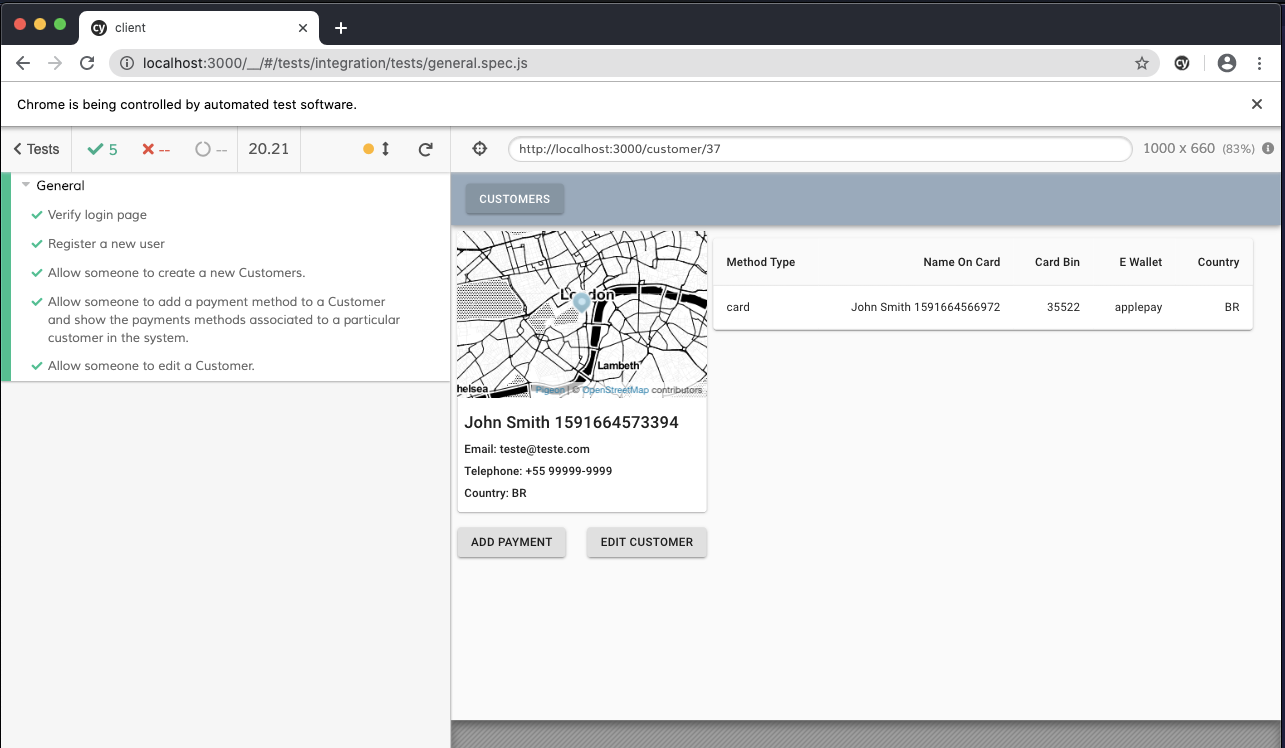 client
localhost:3000/__/#/tests/integration/tests/general.spec.js
Chrome is being controlled by automated test software.
Tests 5 -- -- 20.21
http://localhost:3000/customer/37 1000 x 660 (83%)
General
Verify login page
Register a new user
Allow someone to create a new Customers.
Allow someone to add a payment method to a Customer
and show the payments methods associated to a particular
customer in the system.
Allow someone to edit a Customer.
CUSTOMERS
London
Lambeth
helsea
Pigeon | © OpenStreetMap contributors
John Smith 1591664573394
Email: teste@teste.com
Telephone: +55 99999-9999
Country: BR
ADD PAYMENT EDIT CUSTOMER
Method Type Name On Card Card Bin E Wallet Country
card John Smith 1591664566972 35522 applepay BR